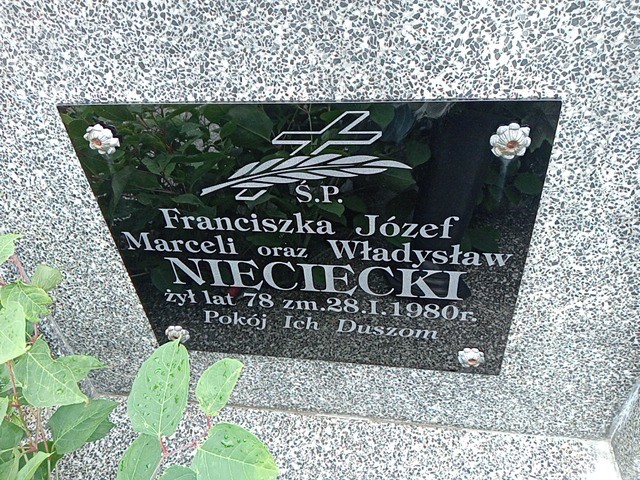 Ś.P.
Franciszka Józef
Marceli oraz Władysław
NIECIECKI
żył lat 78 zm.28.I.1980r.
Pokój Ich Duszom